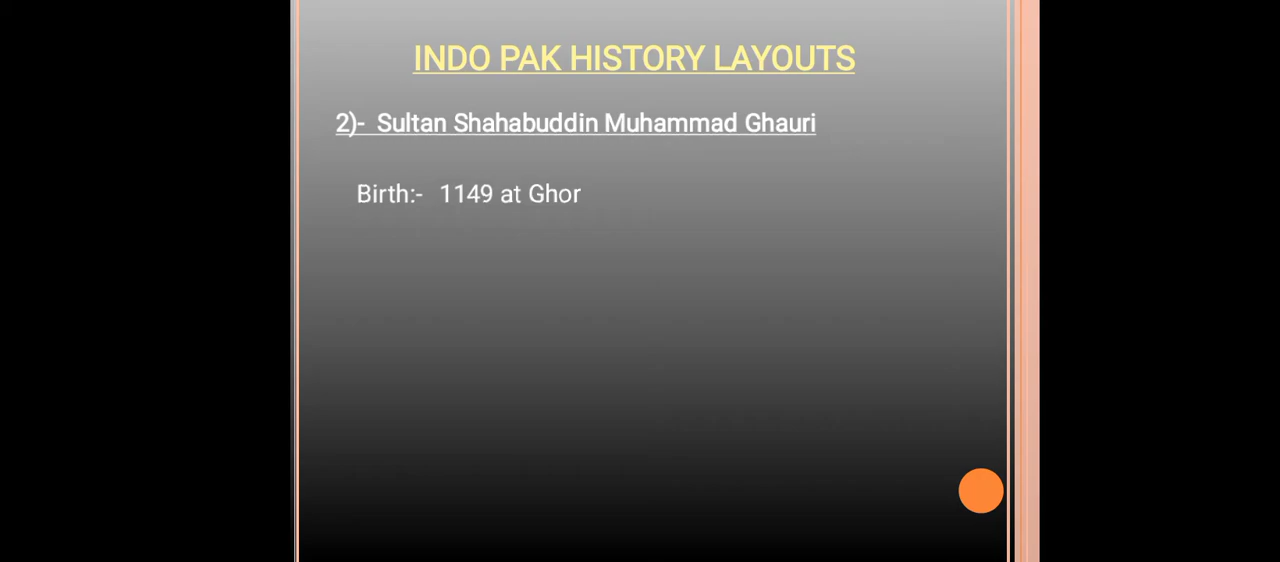 INDO PAK HISTORY LAYOUTS
2)- Sultan Shahabuddin Muhammad Ghauri
Birth:- 1149 at Ghor